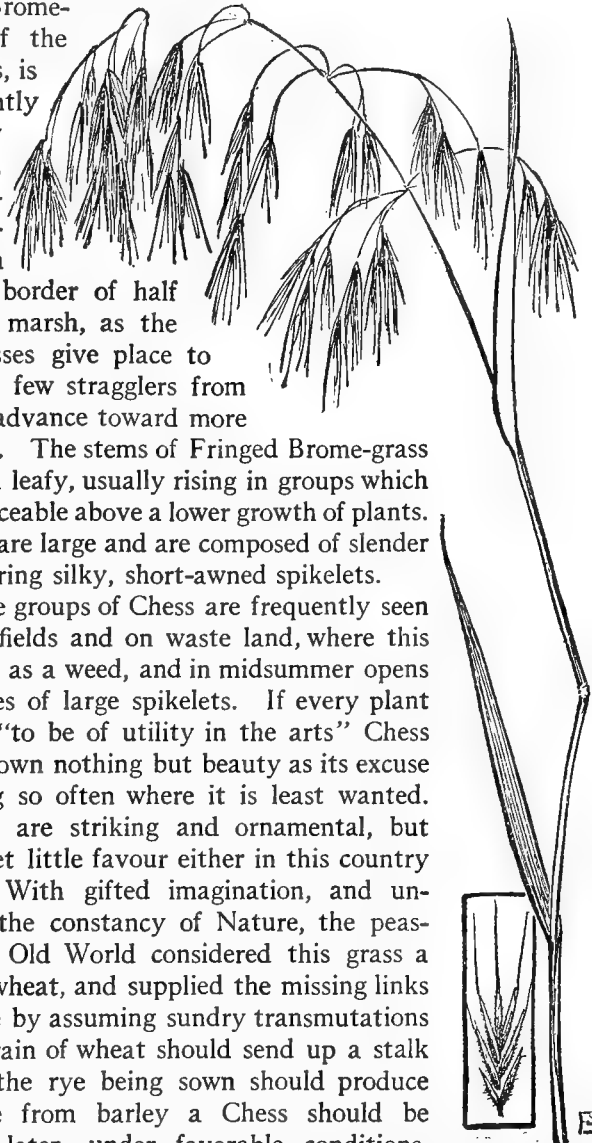 f the
, is
ntly
border of half
marsh, as the
sses give place to
few stragglers from
advance toward more
The stems of Fringed Brome-grass
leafy, usually rising in groups which
ceable above a lower growth of plants.
are large and are composed of slender
ring silky, short-awned spikelets.
e groups of Chess are frequently seen
fields and on waste land, where this
as a weed, and in midsummer opens
es of large spikelets. If every plant
“to be of utility in the arts” Chess
own nothing but beauty as its excuse
g so often where it is least wanted.
are striking and ornamental, but
et little favour either in this country
With gifted imagination, and un-
the constancy of Nature, the peas-
Old World considered this grass a
wheat, and supplied the missing links
e by assuming sundry transmutations
rain of wheat should send up a stalk
the rye being sown should produce
e from barley a Chess should be
later, under favorable conditions,